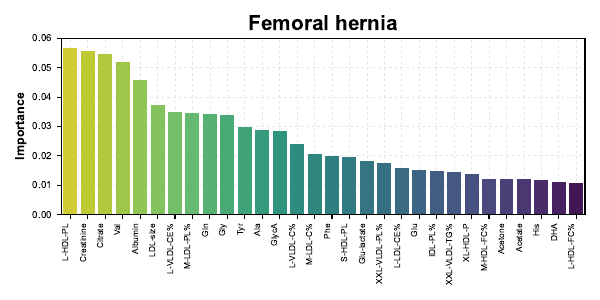 Femoral hernia
Importance
0.06
0.05
0.04
0.03
0.02
0.01
0.00
L-HDL-PL
Creatinine
Citrate
Val
Albumin
LDL-size
L-VLDL-CE%
M-LDL-PL%
Gln
Gly
Tyr
Ala
GlycA
L-VLDL-C%
M-LDL-C%
Phe
S-HDL-PL
Glu-lactate
XXL-VLDL-PL%
L-LDL-CE%
Glu
IDL-PL%
XXL-VLDL-TG%
XL-HDL-P
M-HDL-FC%
Acetone
Acetate
His
DHA
L-HDL-FC%